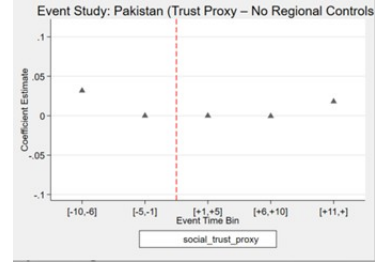 Event Study: Pakistan (Trust Proxy – No Regional Controls
Coefficient Estimate
.1
.05
0
-.05
-.1
[-10,-6] [-5,-1] [+1,+5] [+6,+10] [+11,+]
Event Time Bin
social_trust_proxy